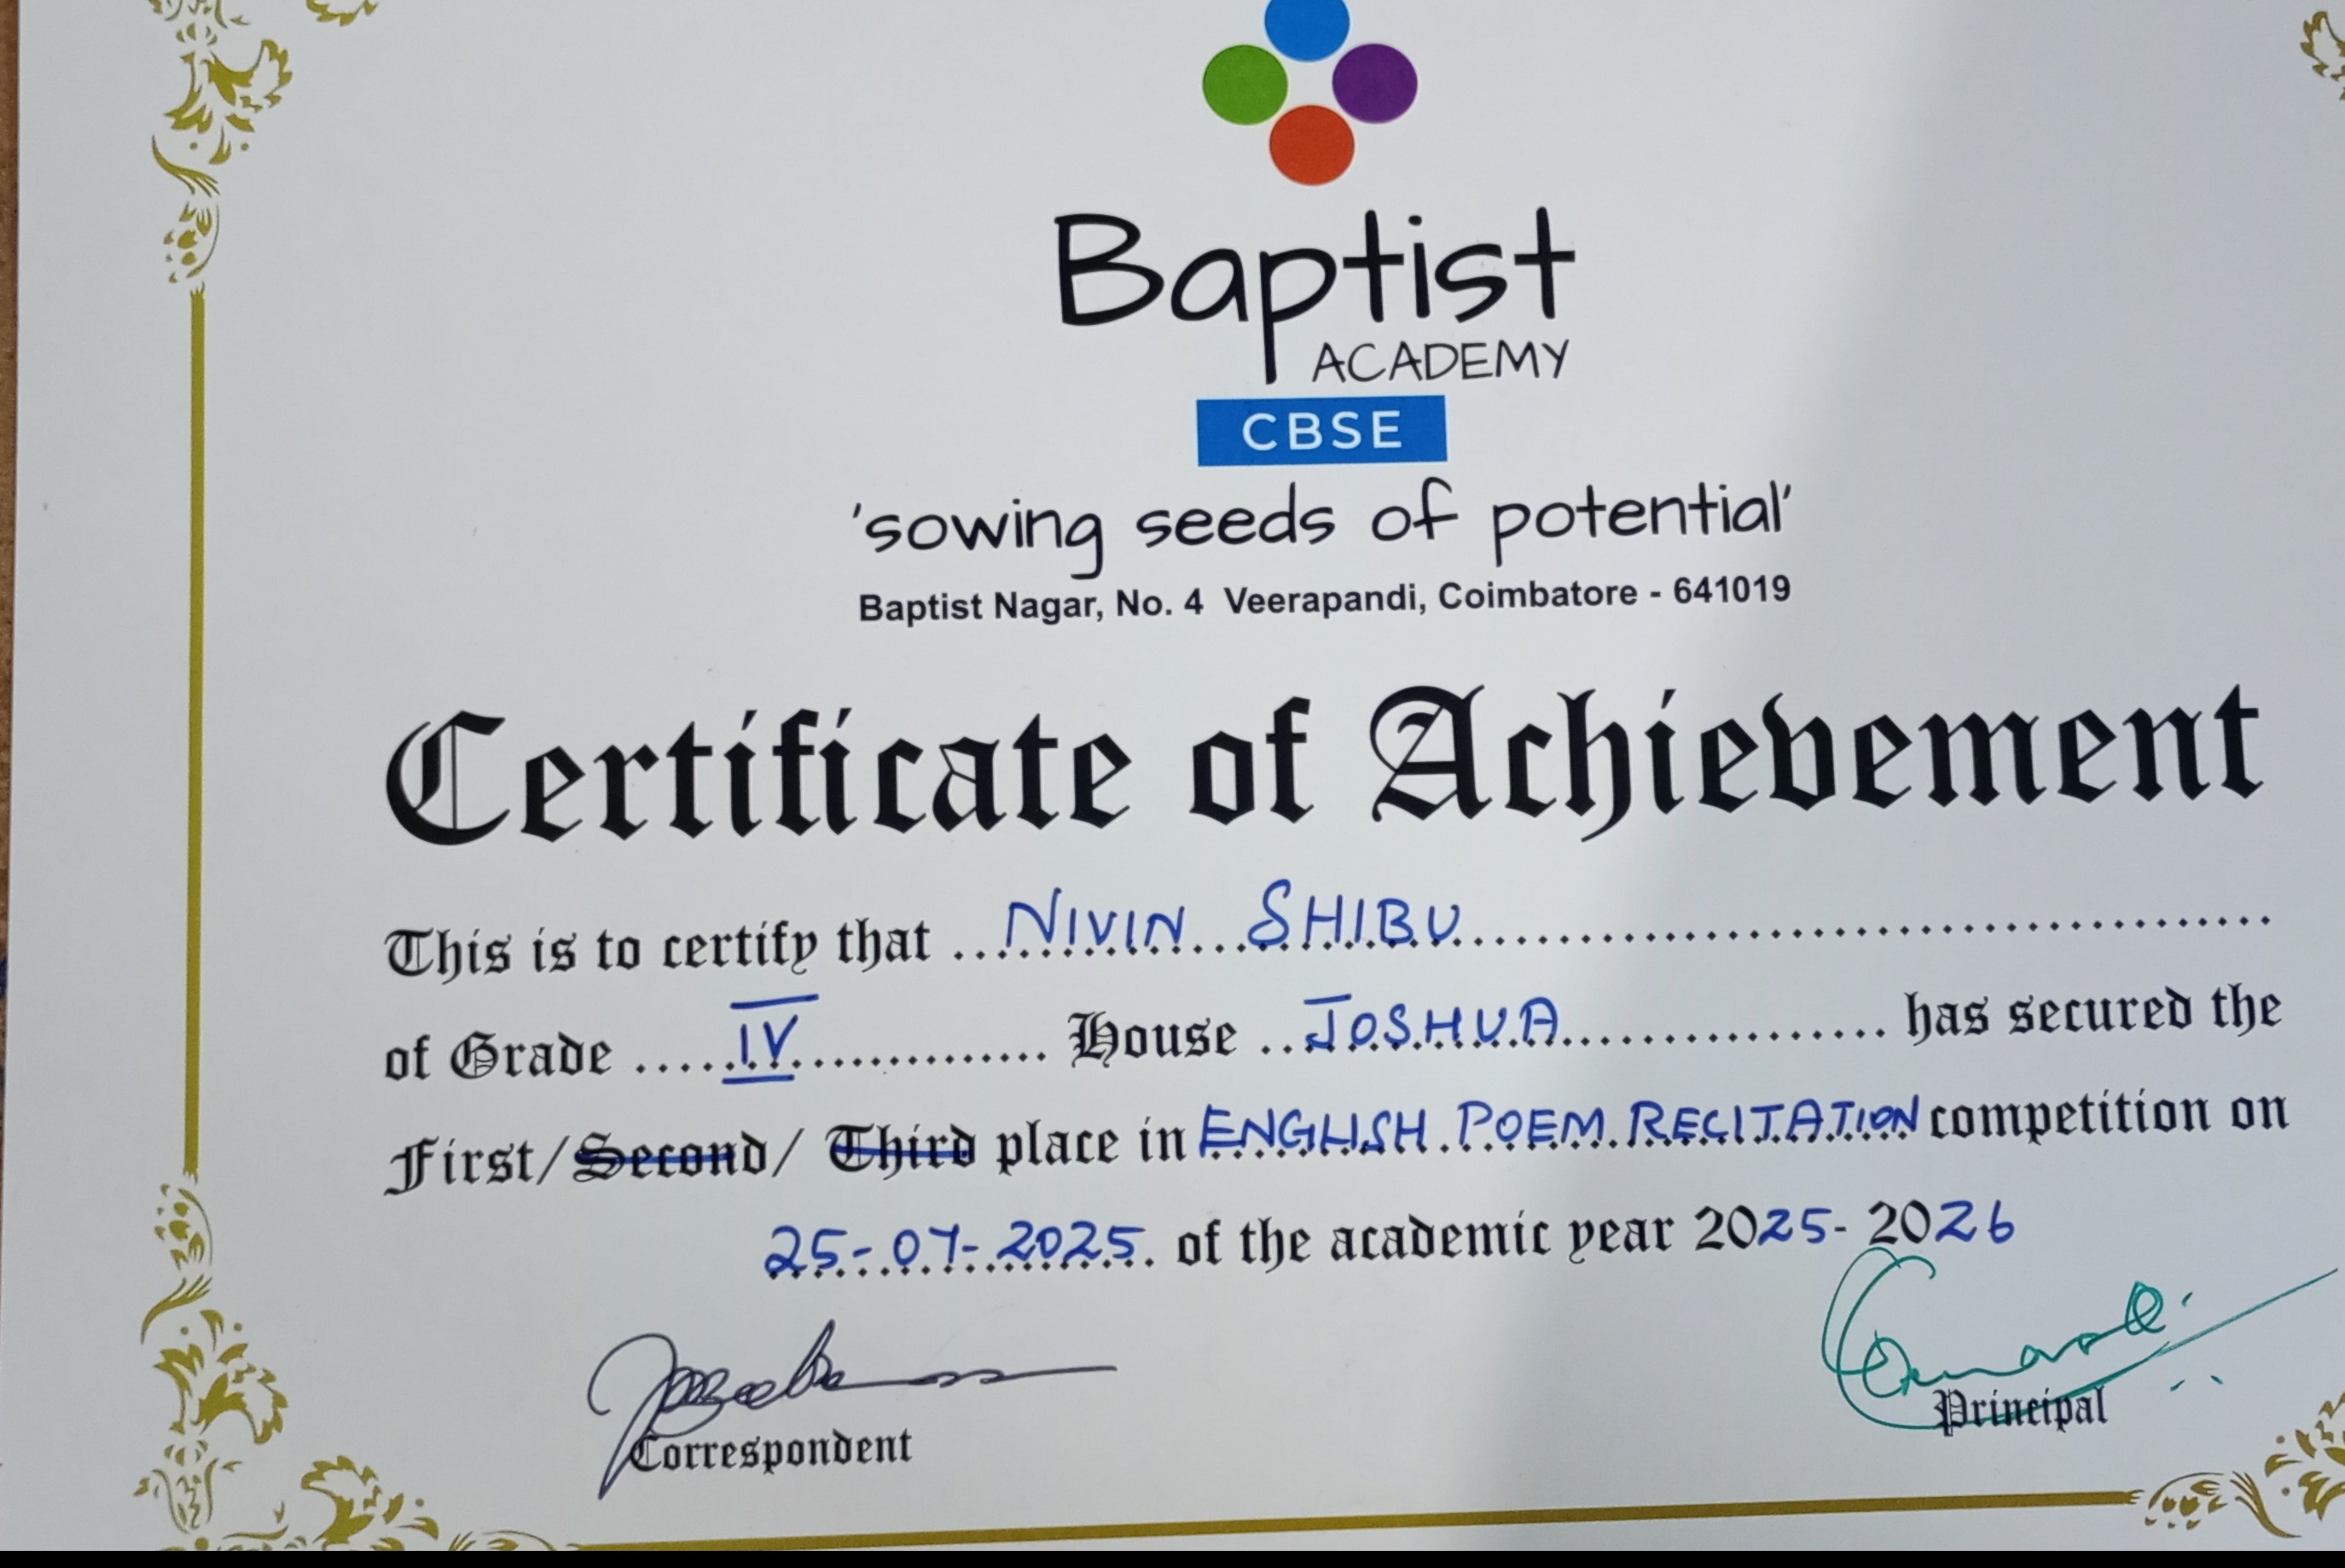 Baptist
ACADEMY
CBSE
'sowing seeds of potential'
Baptist Nagar, No. 4 Veerapandi, Coimbatore - 641019
Certificate of Achievement
This is to certify that NIVIN SHIBU
of Grade IV House JOSHUA has secured the
First/Second/ Third place in ENGLISH POEM RECITATION competition on
25-07-2025 of the academic year 2025-2026
Correspondent
Principal